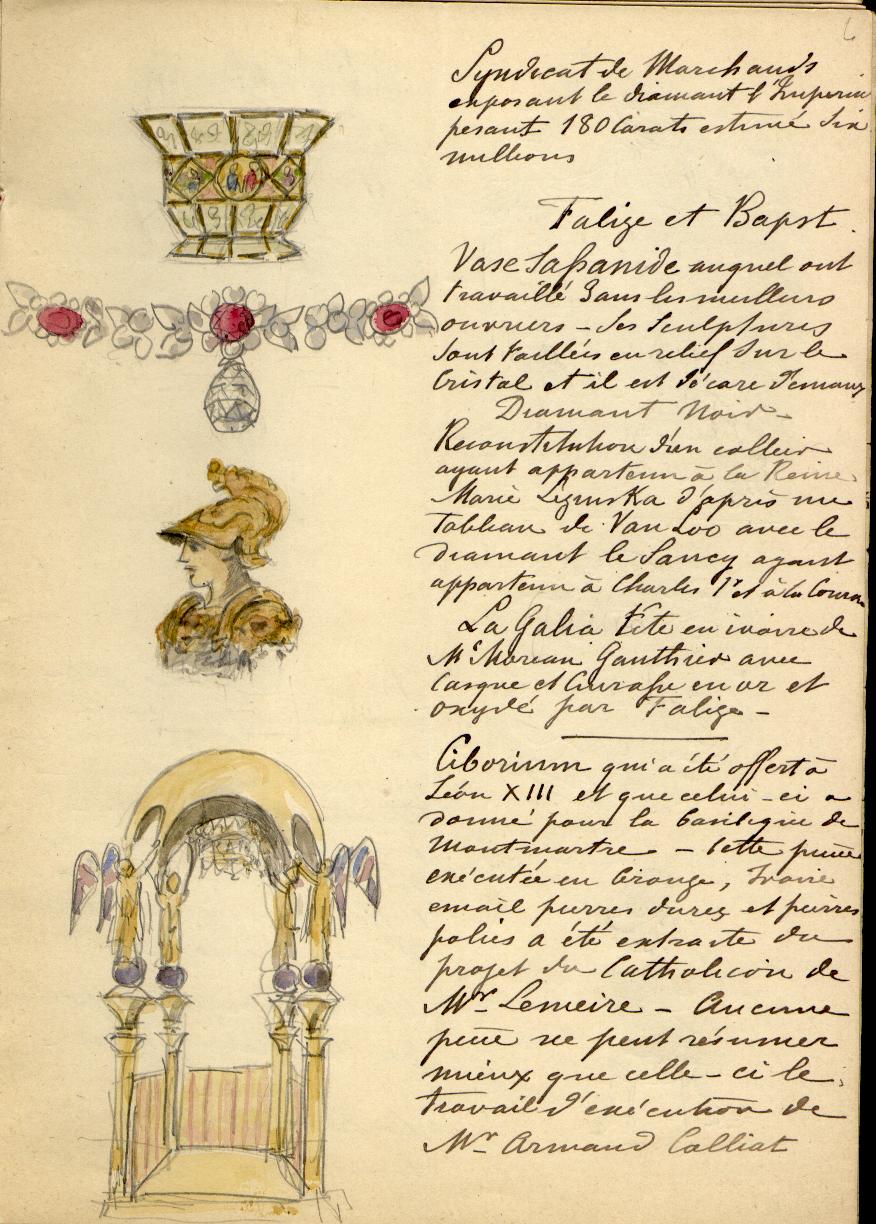 6
Syndicat de Marchands
exposant le diamant l'Imperia
pesant 180 Carats estimé Six
millions
Falize et Bapst.
Vase Saßanide auquel ont
travaillé dans les meilleurs
ouvriers – Ses Sculptures
sont taillées en relief sur le
Cristal et il est décaré d'emaux
Diamant Noir
Reconstitution d'un collier
ayant appartenu à la Reine
Marie Leginska d'après un
Tableau de Van Loo avec le
diamant le Sancy ayant
appartenu à Charles 1r et à la Couron
La Galia Tête en ivoire de
Mr Moreau Gauthier avec
Casque et Cuiraße en or et
oxydé par Falize –
Ciborium qui a été offert à
Léon XIII et que celui-ci a
donné pour la basilique de
Montmartre – Cette pièce
exécutée en bronze, Ivoire
email pierres dures et pierres
polies a été extraite du
projet du Catholicon de
Mr Lemeire – Aucune
pièce ne peut résumer
mieux que celle-ci le
travail d'exécution de
Mr Armand Calliat